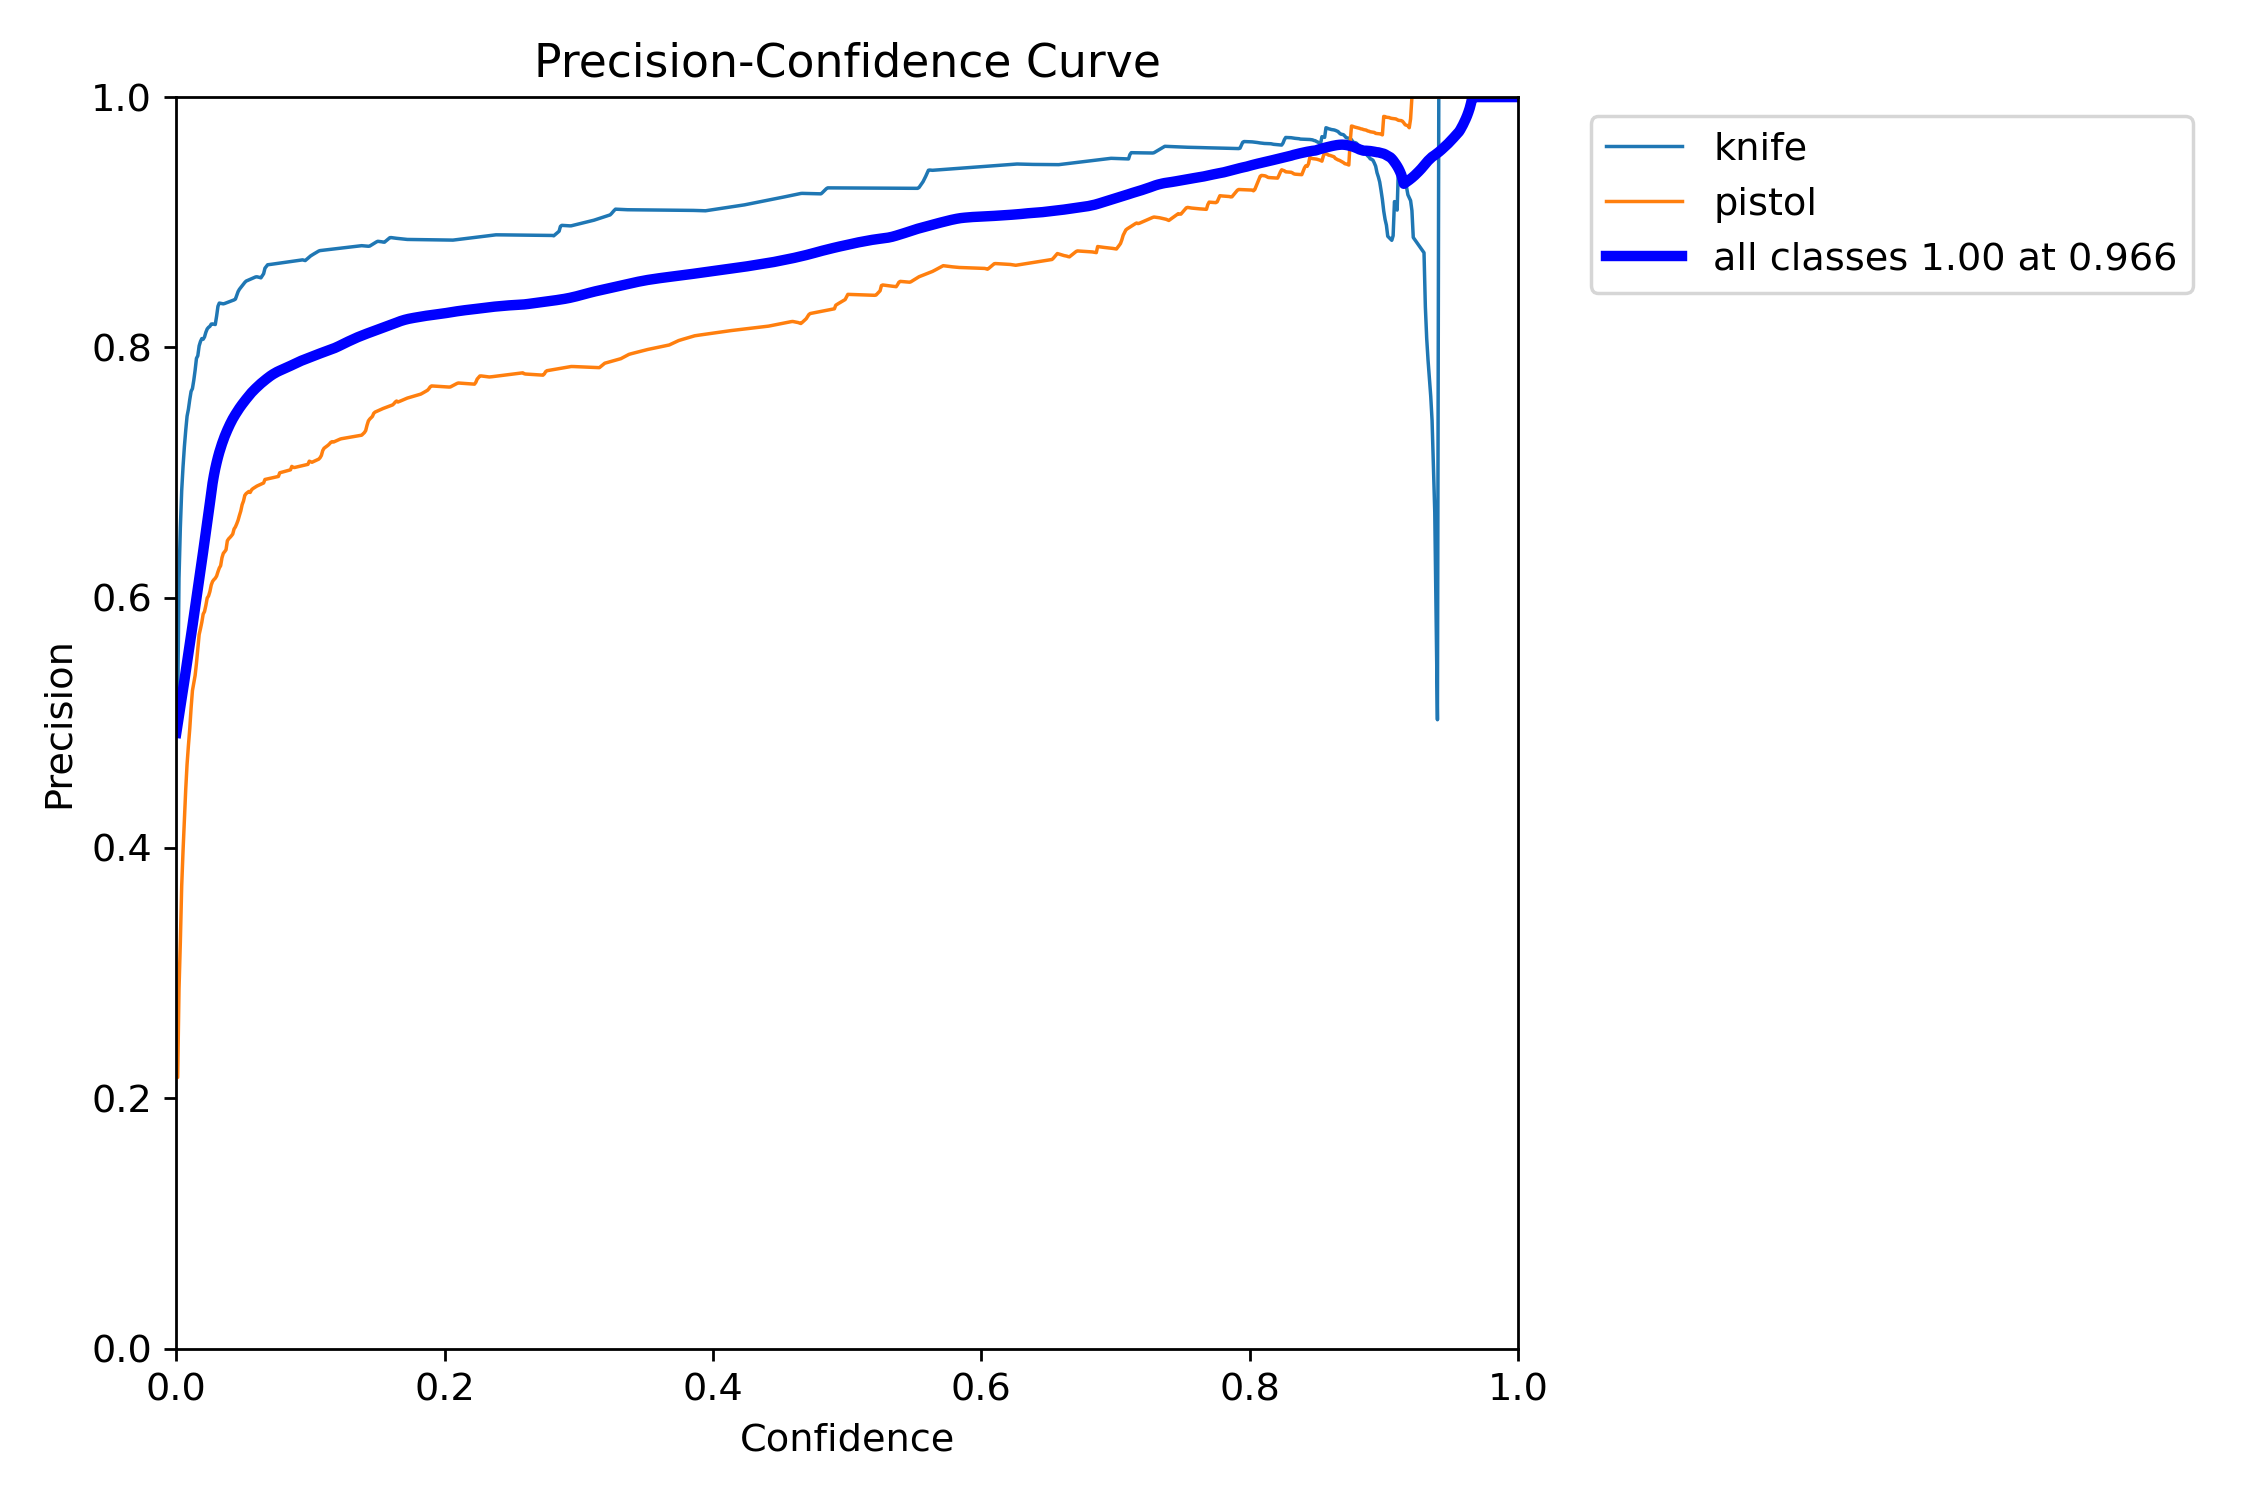 Precision-Confidence Curve
1.0
0.8
0.6
0.4
0.2
0.0
Precision
0.0 0.2 0.4 0.6 0.8 1.0
Confidence
knife
pistol
all classes 1.00 at 0.966